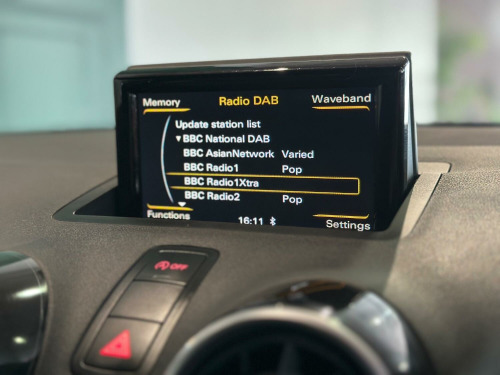 Memory Radio DAB Waveband
Update station list
BBC National DAB
BBC AsianNetwork Varied
BBC Radio1 Pop
BBC Radio1Xtra
BBC Radio2 Pop
Functions 16:11 Settings
OFF